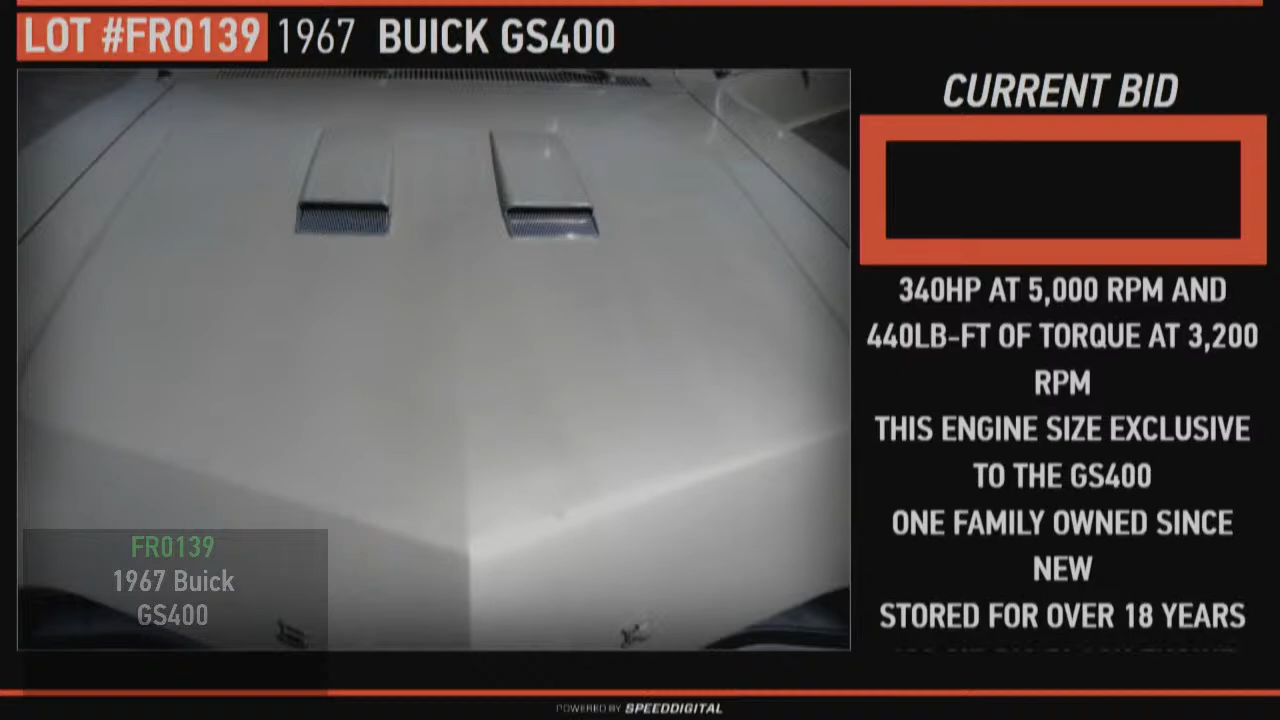 LOT #FR0139 1967 BUICK GS400
CURRENT BID
340HP AT 5,000 RPM AND
440LB-FT OF TORQUE AT 3,200
RPM
THIS ENGINE SIZE EXCLUSIVE
TO THE GS400
ONE FAMILY OWNED SINCE
NEW
STORED FOR OVER 18 YEARS
FR0139
1967 Buick
GS400
POWERED BY SPEEDDIGITAL